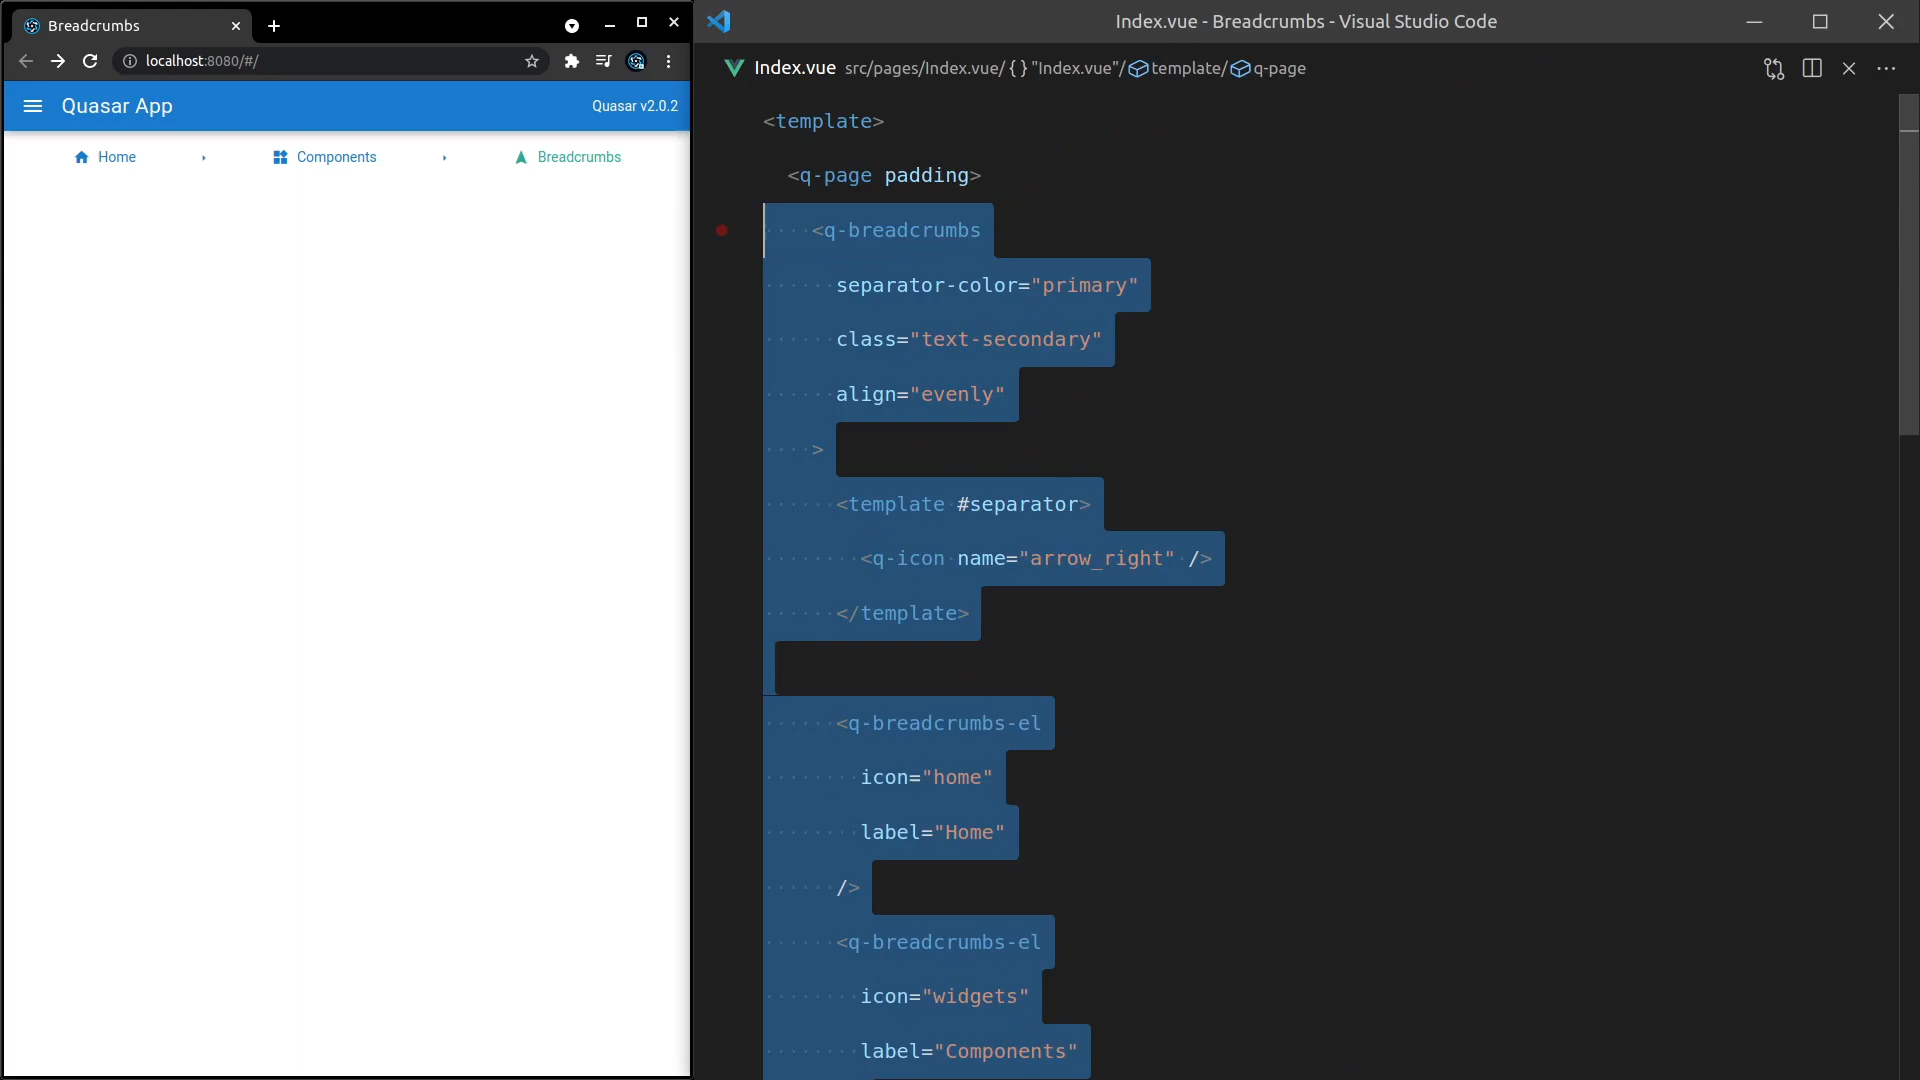 Breadcrumbs
localhost:8080/#/
Quasar App
Quasar v2.0.2
Home
Components
Breadcrumbs
Index.vue - Breadcrumbs - Visual Studio Code
Index.vue src/pages/Index.vue/ {} "Index.vue"/ template/ q-page
<template>
<q-page padding>
<q-breadcrumbs
separator-color="primary"
class="text-secondary"
align="evenly"
>
<template #separator>
<q-icon name="arrow_right" />
</template>
<q-breadcrumbs-el
icon="home"
label="Home"
/>
<q-breadcrumbs-el
icon="widgets"
label="Components"